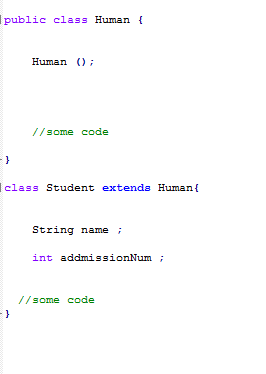 public class Human {
Human ();
//some code
}
class Student extends Human{
String name ;
int addmissionNum ;
//some code
}